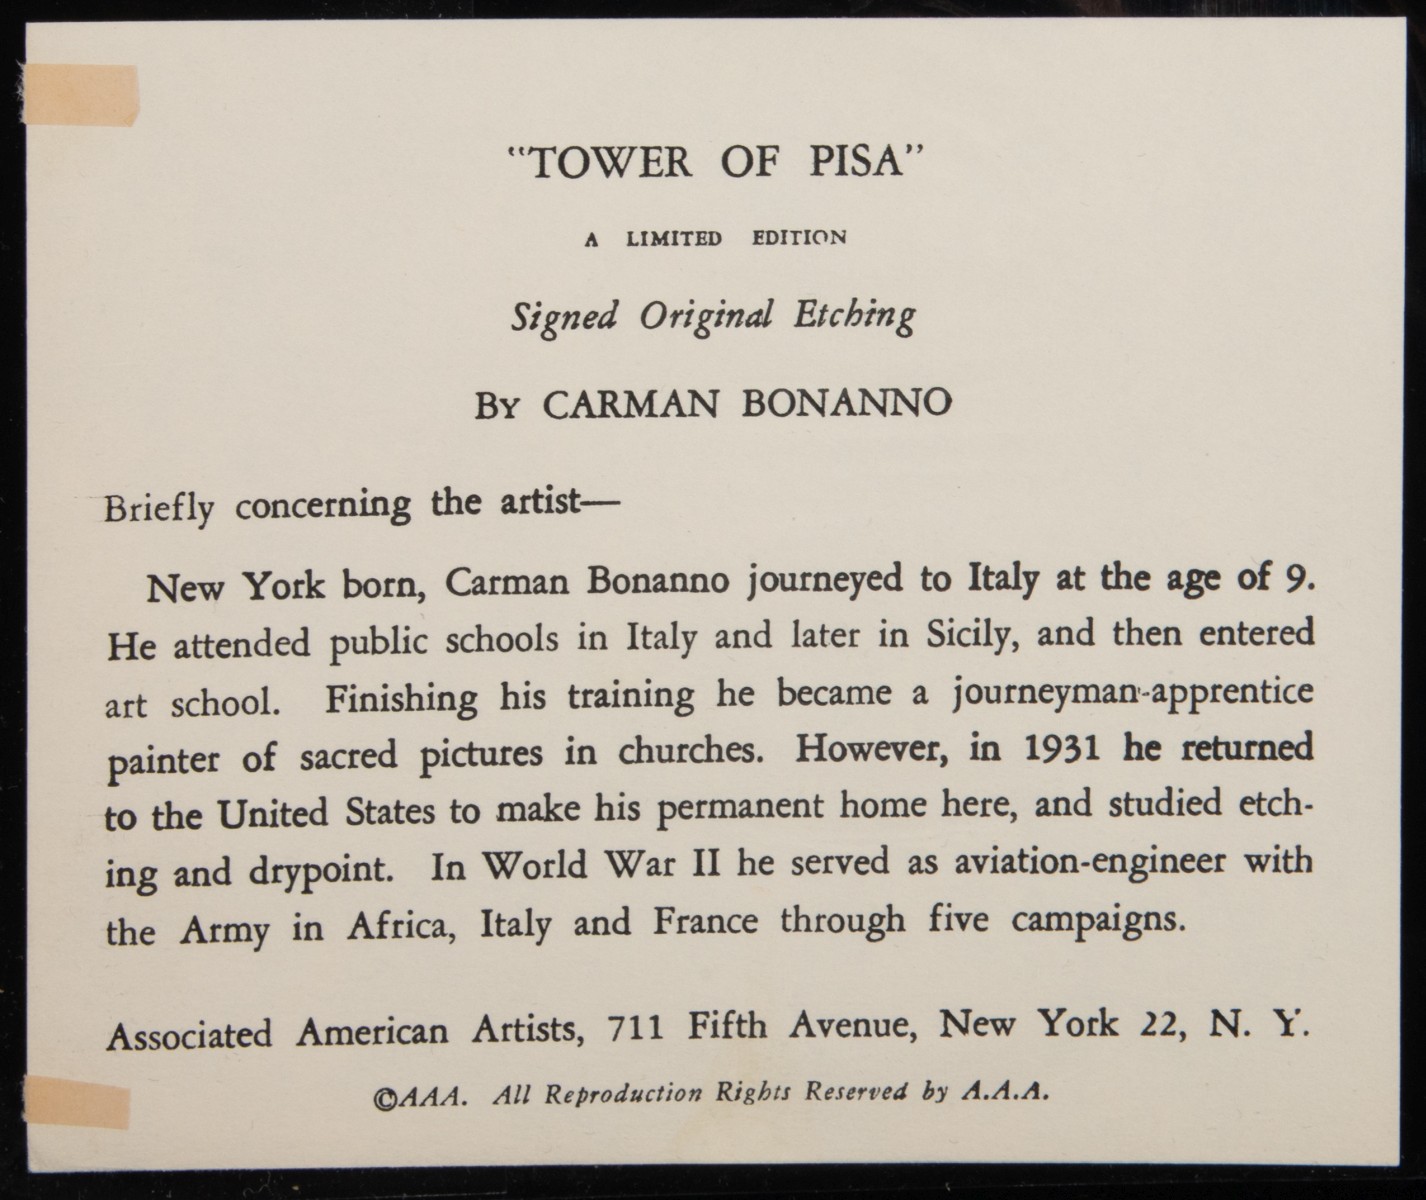 “TOWER OF PISA”
A LIMITED EDITION
Signed Original Etching
By CARMAN BONANNO
Briefly concerning the artist—
New York born, Carman Bonanno journeyed to Italy at the age of 9.
He attended public schools in Italy and later in Sicily, and then entered
art school. Finishing his training he became a journeyman-apprentice
painter of sacred pictures in churches. However, in 1931 he returned
to the United States to make his permanent home here, and studied etch-
ing and drypoint. In World War II he served as aviation-engineer with
the Army in Africa, Italy and France through five campaigns.
Associated American Artists, 711 Fifth Avenue, New York 22, N. Y.
©AAA. All Reproduction Rights Reserved by A.A.A.